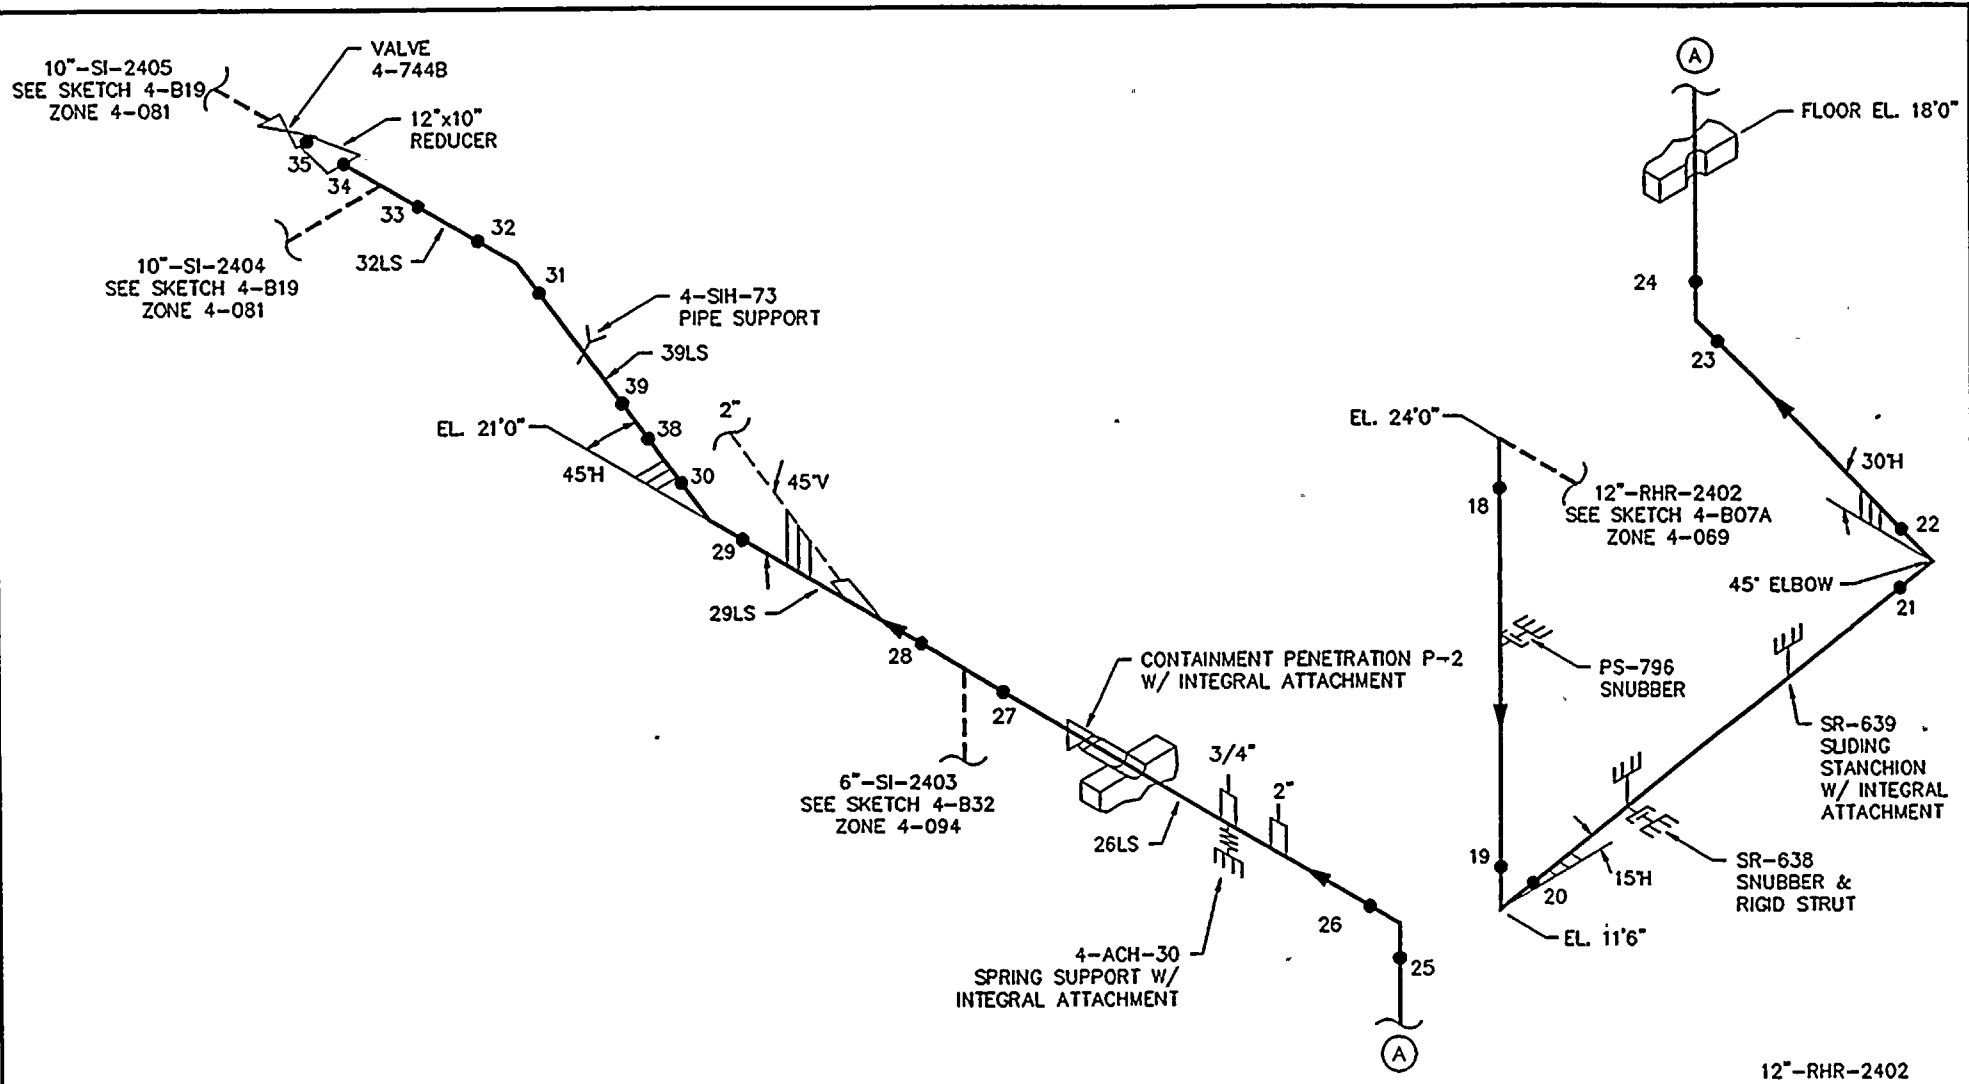 10"-SI-2405
SEE SKETCH 4-B19
ZONE 4-081
VALVE
4-744B
12"x10"
REDUCER
35
34
33
32
32LS
10"-SI-2404
SEE SKETCH 4-B19
ZONE 4-081
31
4-SIH-73
PIPE SUPPORT
39LS
39
38
2"
EL. 21'0"
45°H
30
45°V
29
29LS
28
27
CONTAINMENT PENETRATION P-2
W/ INTEGRAL ATTACHMENT
6"-SI-2403
SEE SKETCH 4-B32
ZONE 4-094
3/4"
2"
26LS
26
4-ACH-30
SPRING SUPPORT W/
INTEGRAL ATTACHMENT
25
A
A
FLOOR EL. 18'0"
24
23
EL. 24'0"
18
12"-RHR-2402
SEE SKETCH 4-B07A
ZONE 4-069
30°H
22
45° ELBOW
21
PS-796
SNUBBER
SR-639
SLIDING
STANCHION
W/ INTEGRAL
ATTACHMENT
19
20
15°H
SR-638
SNUBBER &
RIGID STRUT
EL. 11'6"
12"-RHR-2402